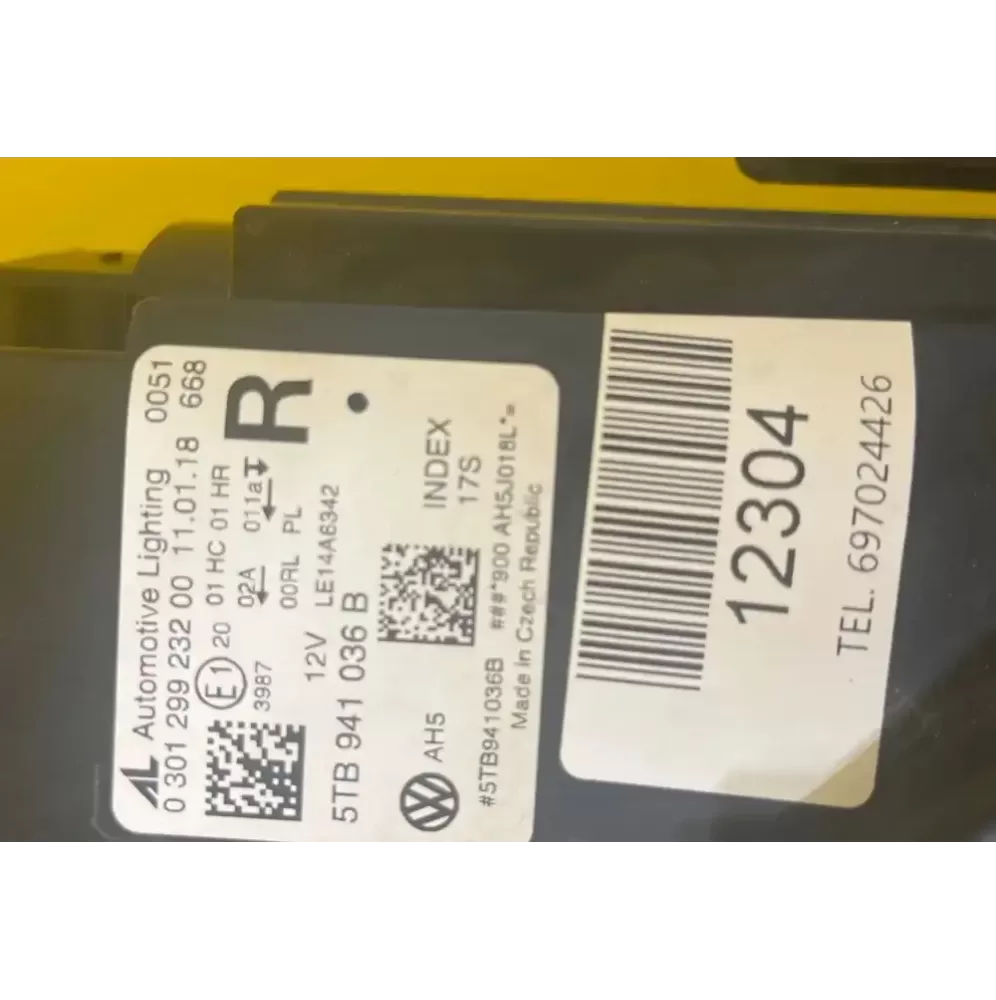 AL Automotive Lighting 0051
0 301 299 232 00 11.01.18 668
E1 20 01 HC 01 HR R
3987 02A 011a
00RL PL
12V LE14A6342
5TB 941 036 B
AH5 INDEX
17S
#5TB941036B ###*900 AH5J018L*=
Made in Czech Republic
12304
TEL. 697024426